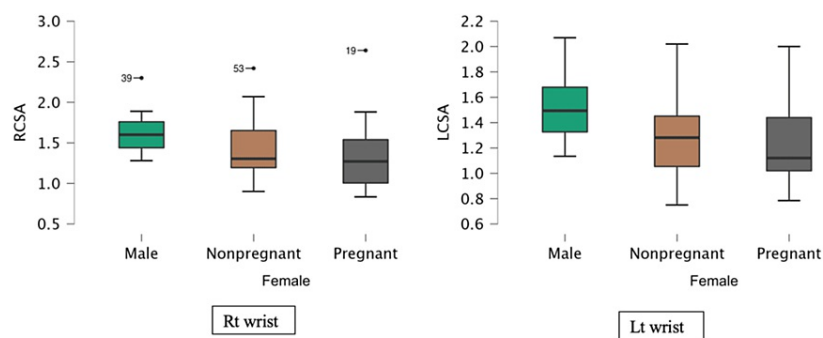 3.0
2.5
2.0
1.5
1.0
0.5
RCSA
39
53
19
Male
Nonpregnant
Pregnant
Female
Rt wrist
2.2
2.0
1.8
1.6
1.4
1.2
1.0
0.8
0.6
LCSA
Male
Nonpregnant
Pregnant
Female
Lt wrist